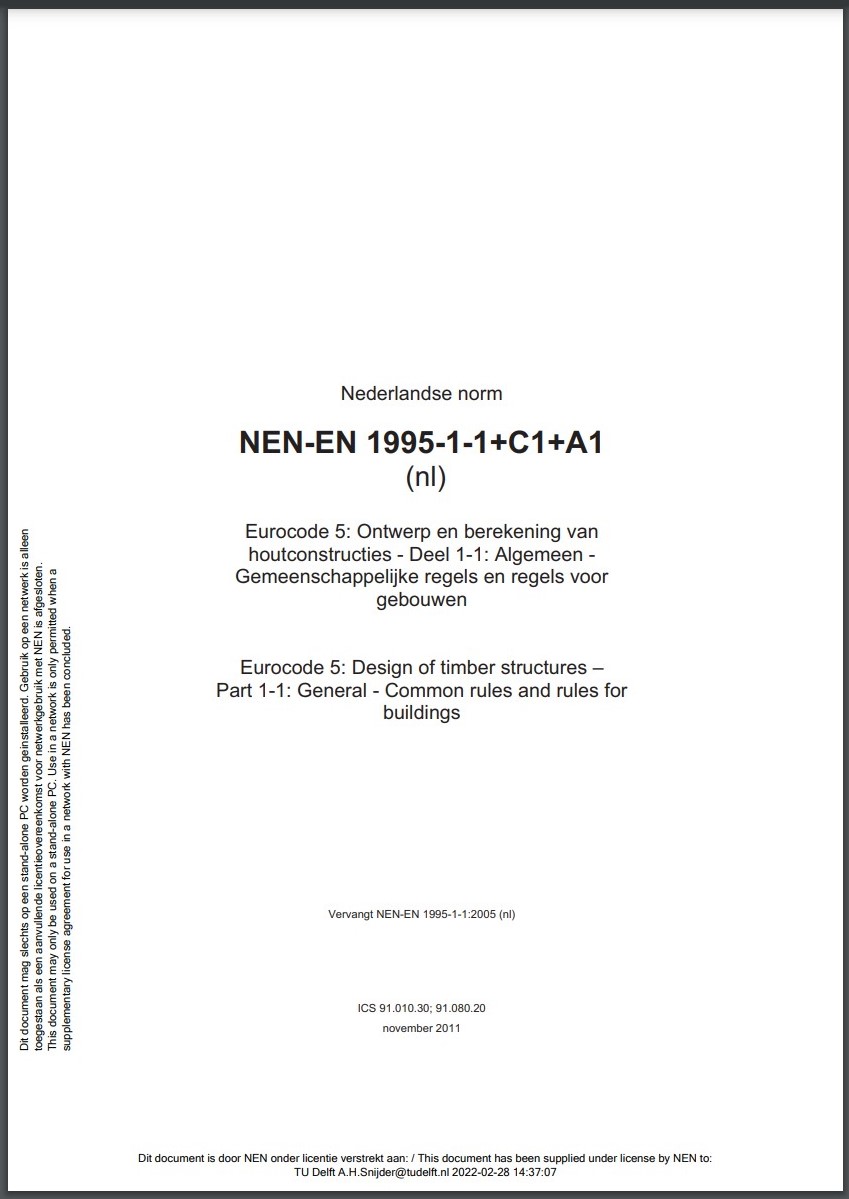 Nederlandse norm
NEN-EN 1995-1-1+C1+A1
(nl)
Eurocode 5: Ontwerp en berekening van
houtconstructies - Deel 1-1: Algemeen -
Gemeenschappelijke regels en regels voor
gebouwen
Eurocode 5: Design of timber structures –
Part 1-1: General - Common rules and rules for
buildings
Vervangt NEN-EN 1995-1-1:2005 (nl)
ICS 91.010.30; 91.080.20
november 2011
Dit document mag slechts op een stand-alone PC worden geinstalleerd. Gebruik op een netwerk is alleen
toegestaan als een aanvullende licentieovereenkomst voor netwerkgebruik met NEN is afgesloten.
This document may only be used on a stand-alone PC. Use in a network is only permitted when a
supplementary license agreement for use in a network with NEN has been concluded.
Dit document is door NEN onder licentie verstrekt aan: / This document has been supplied under license by NEN to:
TU Delft A.H.Snijder@tudelft.nl 2022-02-28 14:37:07